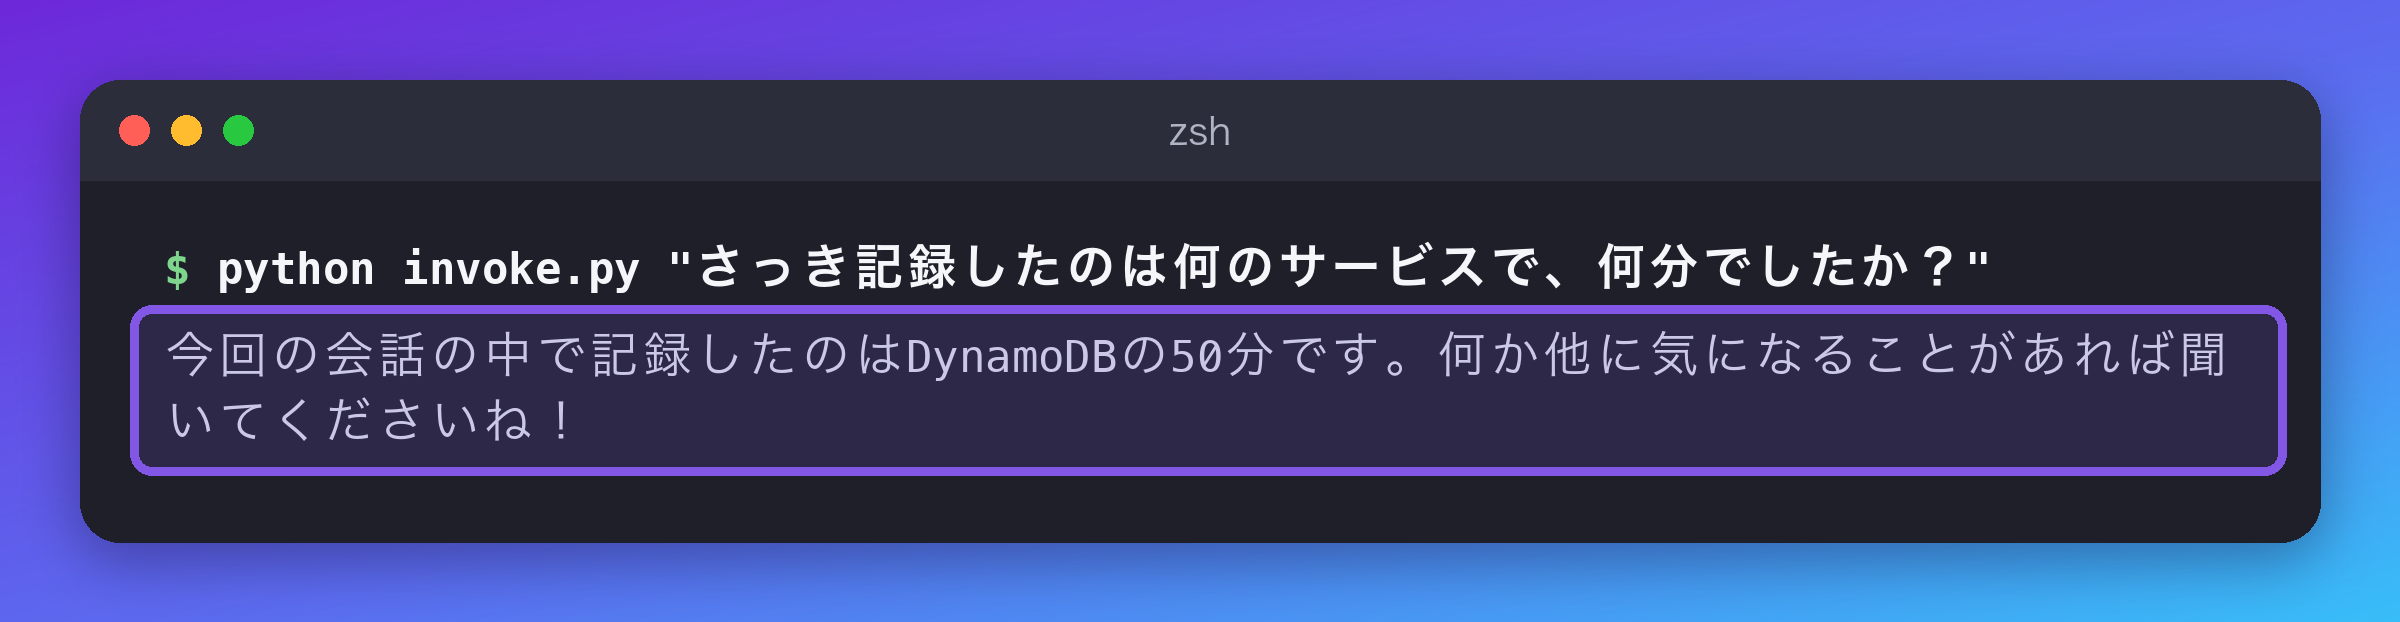 zsh
$ python invoke.py "さっき記録したのは何のサービスで、何分でしたか？"
今回の会話の中で記録したのはDynamoDBの50分です。何か他に気になることがあれば聞
いてくださいね！